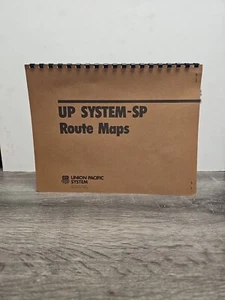 UP SYSTEM-SP
Route Maps
UNION PACIFIC
SYSTEM